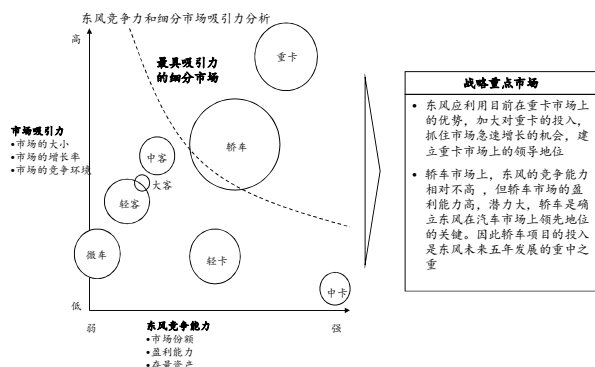 东风竞争力和细分市场吸引力分析
高
最具吸引力
的细分市场
重卡
市场吸引力
•市场的大小
•市场的增长率
•市场的竞争环境
中客
轿车
大客
轻客
微车
轻卡
中卡
低
弱
强
东风竞争能力
•市场份额
•盈利能力
•存量资产
战略重点市场
• 东风应利用目前在重卡市场上
的优势，加大对重卡的投入，
抓住市场急速增长的机会，建
立重卡市场上的领导地位
• 轿车市场上，东风的竞争能力
相对不高，但轿车市场的盈
利能力高，潜力大，轿车是确
立东风在汽车市场上领先地位
的关键。因此轿车项目的投入
是东风未来五年发展的重中之
重